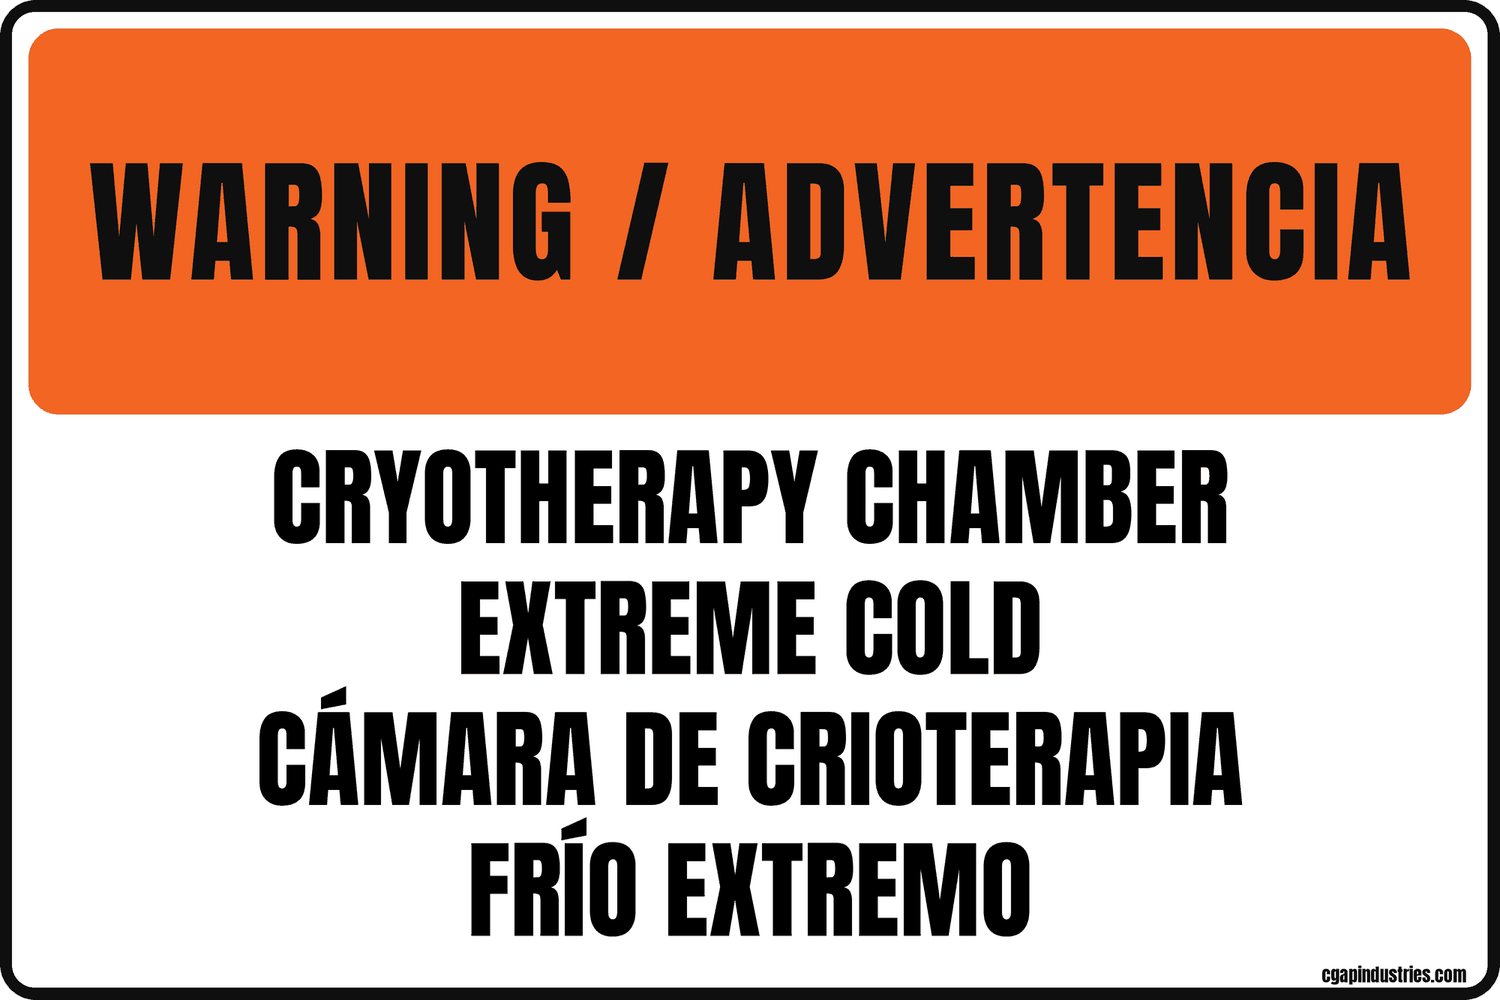 WARNING / ADVERTENCIA
CRYOTHERAPY CHAMBER
EXTREME COLD
CÁMARA DE CRIOTERAPIA
FRÍO EXTREMO
cgapindustries.com